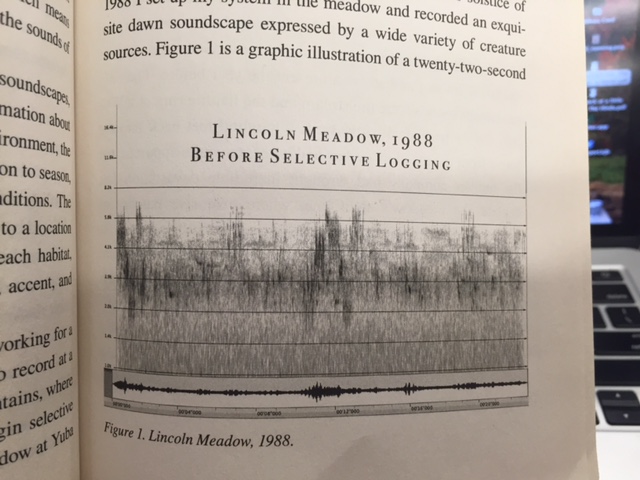 ch means
the sounds of
soundscapes,
mation about
ironment, the
on to season,
ditions. The
to a location
each habitat,
accent, and
working for a
o record at a
tains, where
gin selective
dow at Yuba
1988 I set up my system in the meadow and recorded an exqui-
site dawn soundscape expressed by a wide variety of creature
sources. Figure 1 is a graphic illustration of a twenty-two-second
LINCOLN MEADOW, 1988
BEFORE SELECTIVE LOGGING
Figure 1. Lincoln Meadow, 1988.